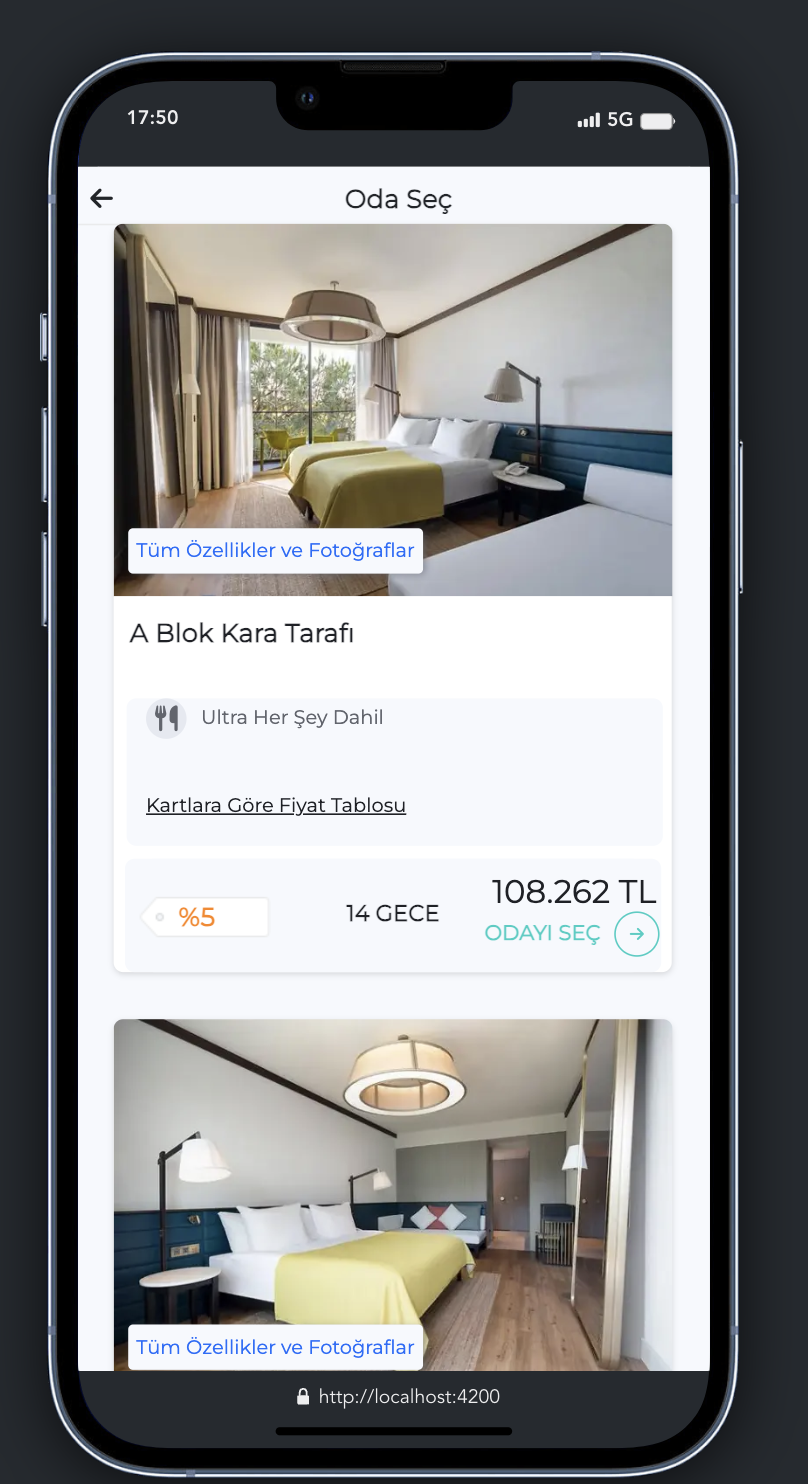 17:50
5G
Oda Seç
Tüm Özellikler ve Fotoğraflar
A Blok Kara Tarafı
Ultra Her Şey Dahil
Kartlara Göre Fiyat Tablosu
%5
14 GECE
108.262 TL
ODAYI SEÇ
Tüm Özellikler ve Fotoğraflar
http://localhost:4200